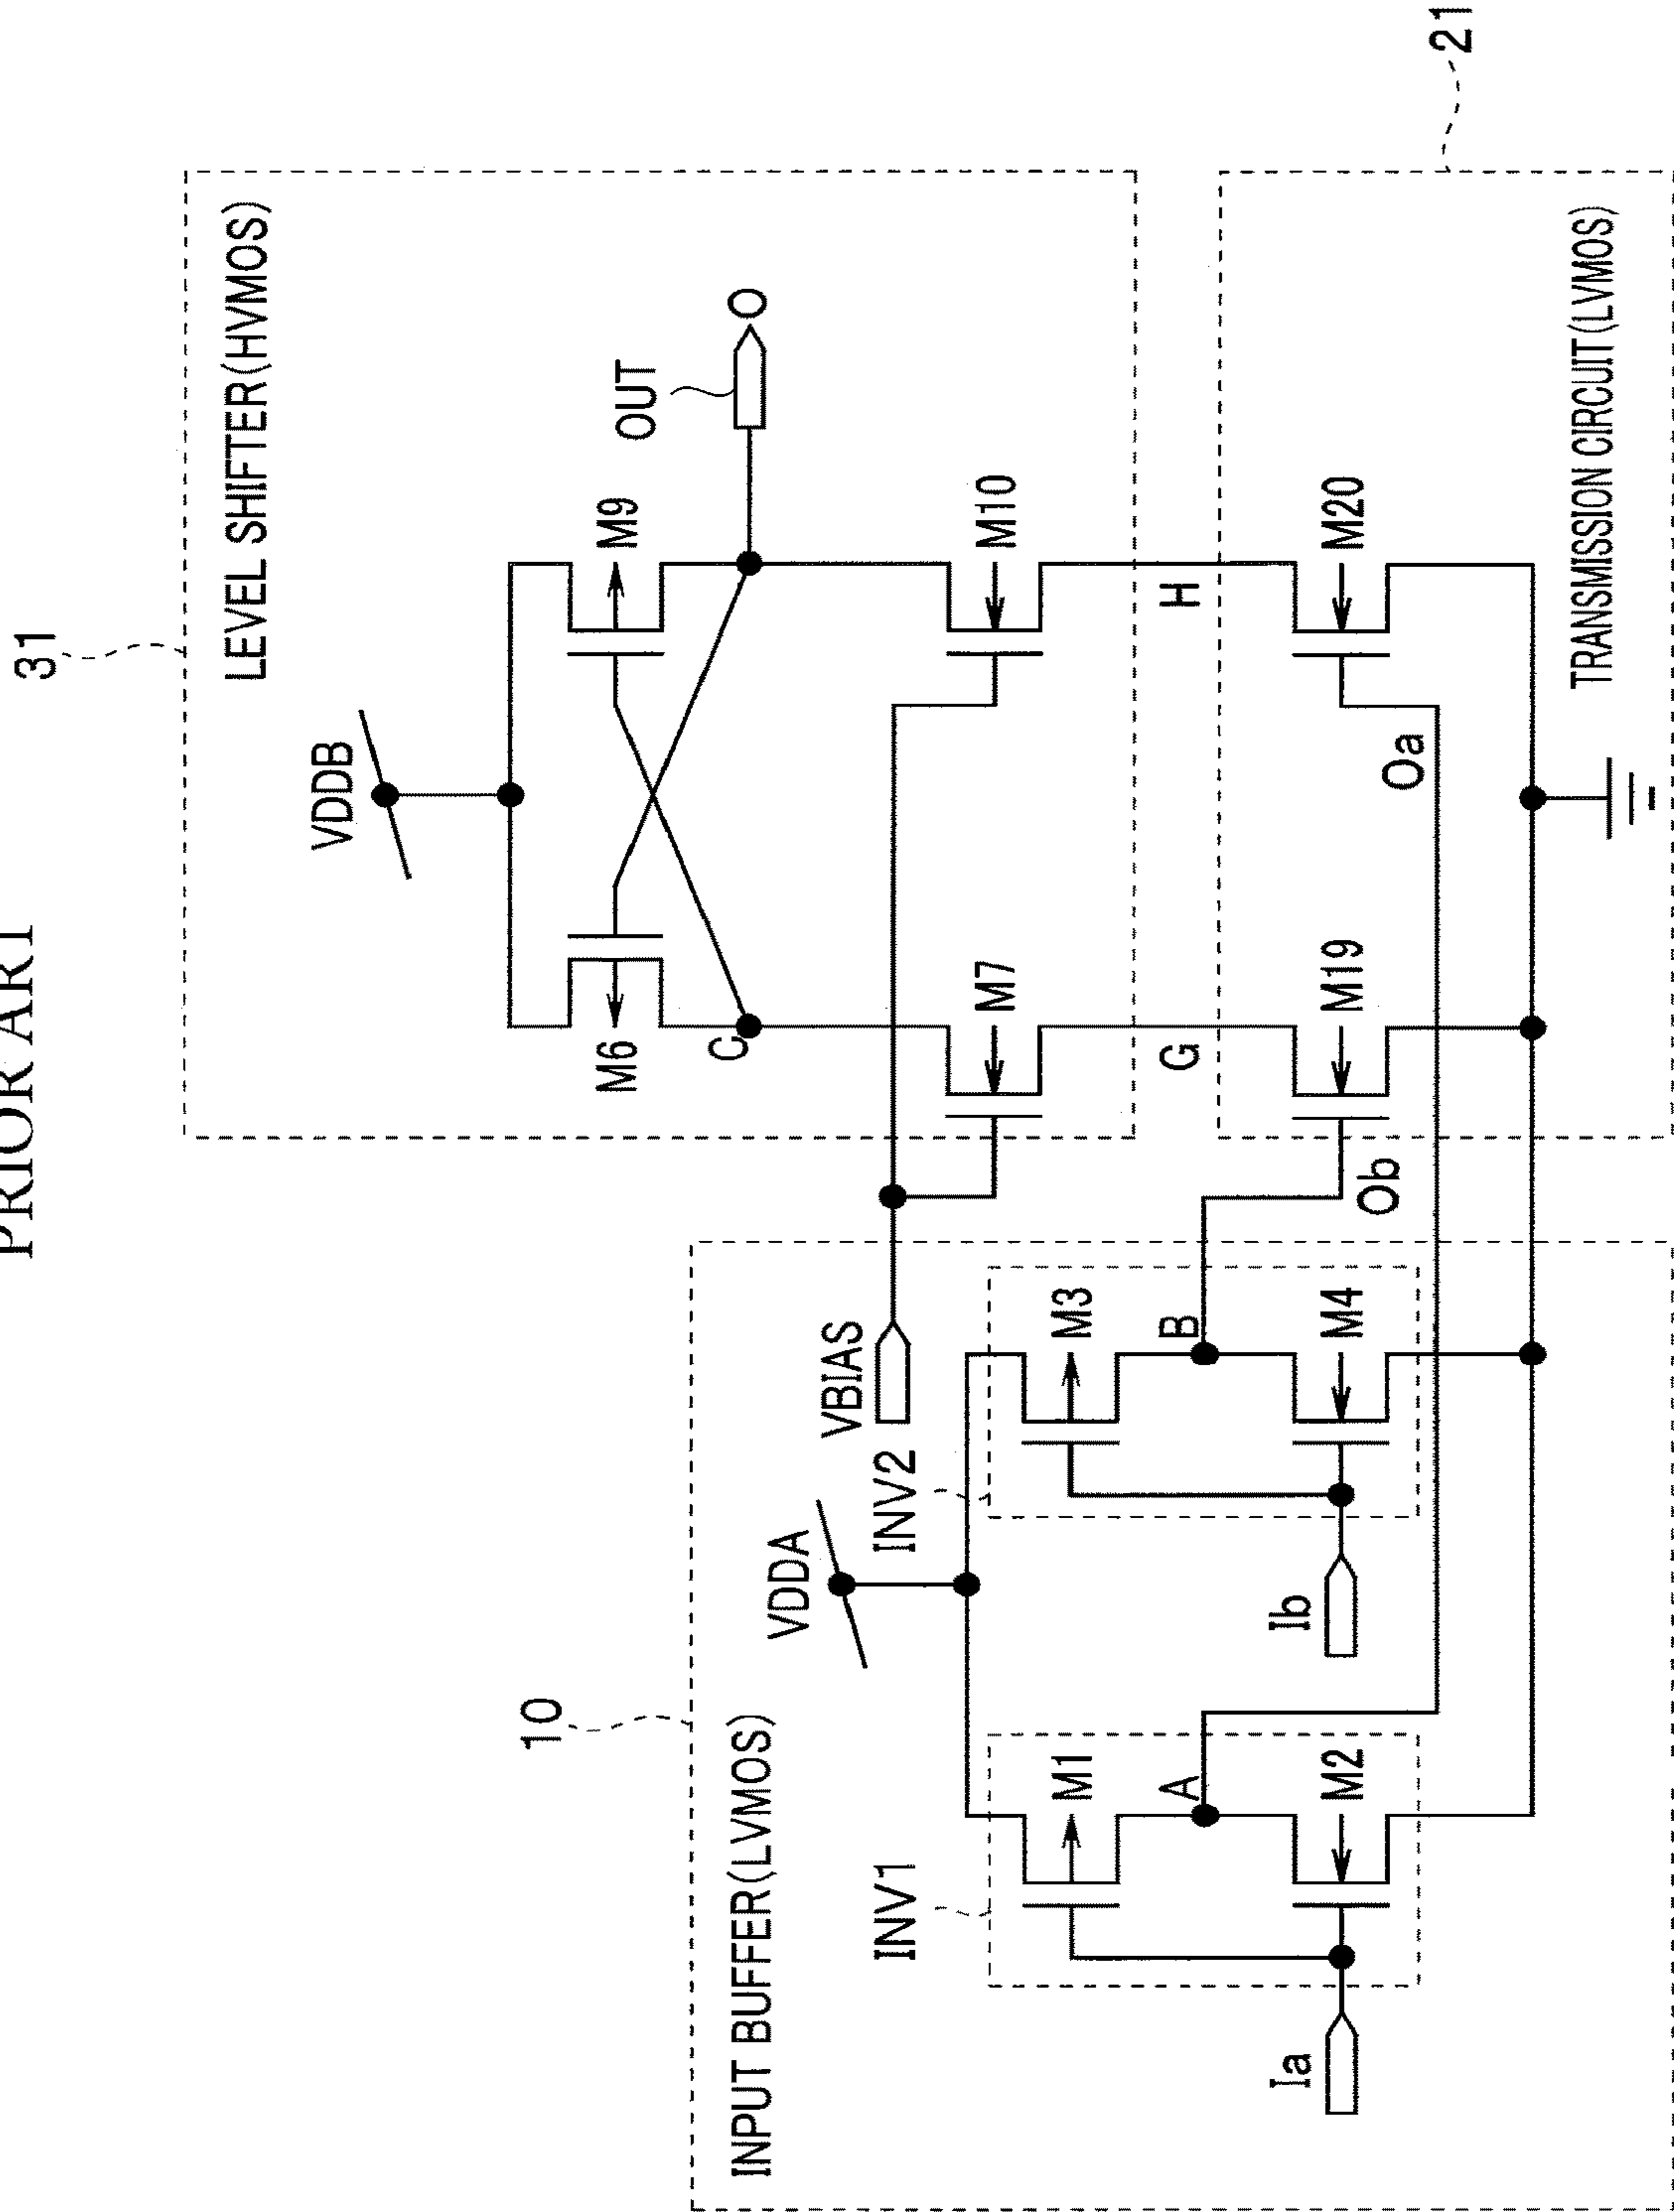 PRIOR ART
31
LEVEL SHIFTER(HVMOS)
VDDB
M6
M9
OUT
O
C
M7
M10
G
H
21
TRANSMISSION CIRCUIT(LVMOS)
M19
M20
Ob
Oa
10
INPUT BUFFER(LVMOS)
VDDA
VBIAS
INV1
INV2
M1
M3
A
B
M2
M4
Ia
Ib